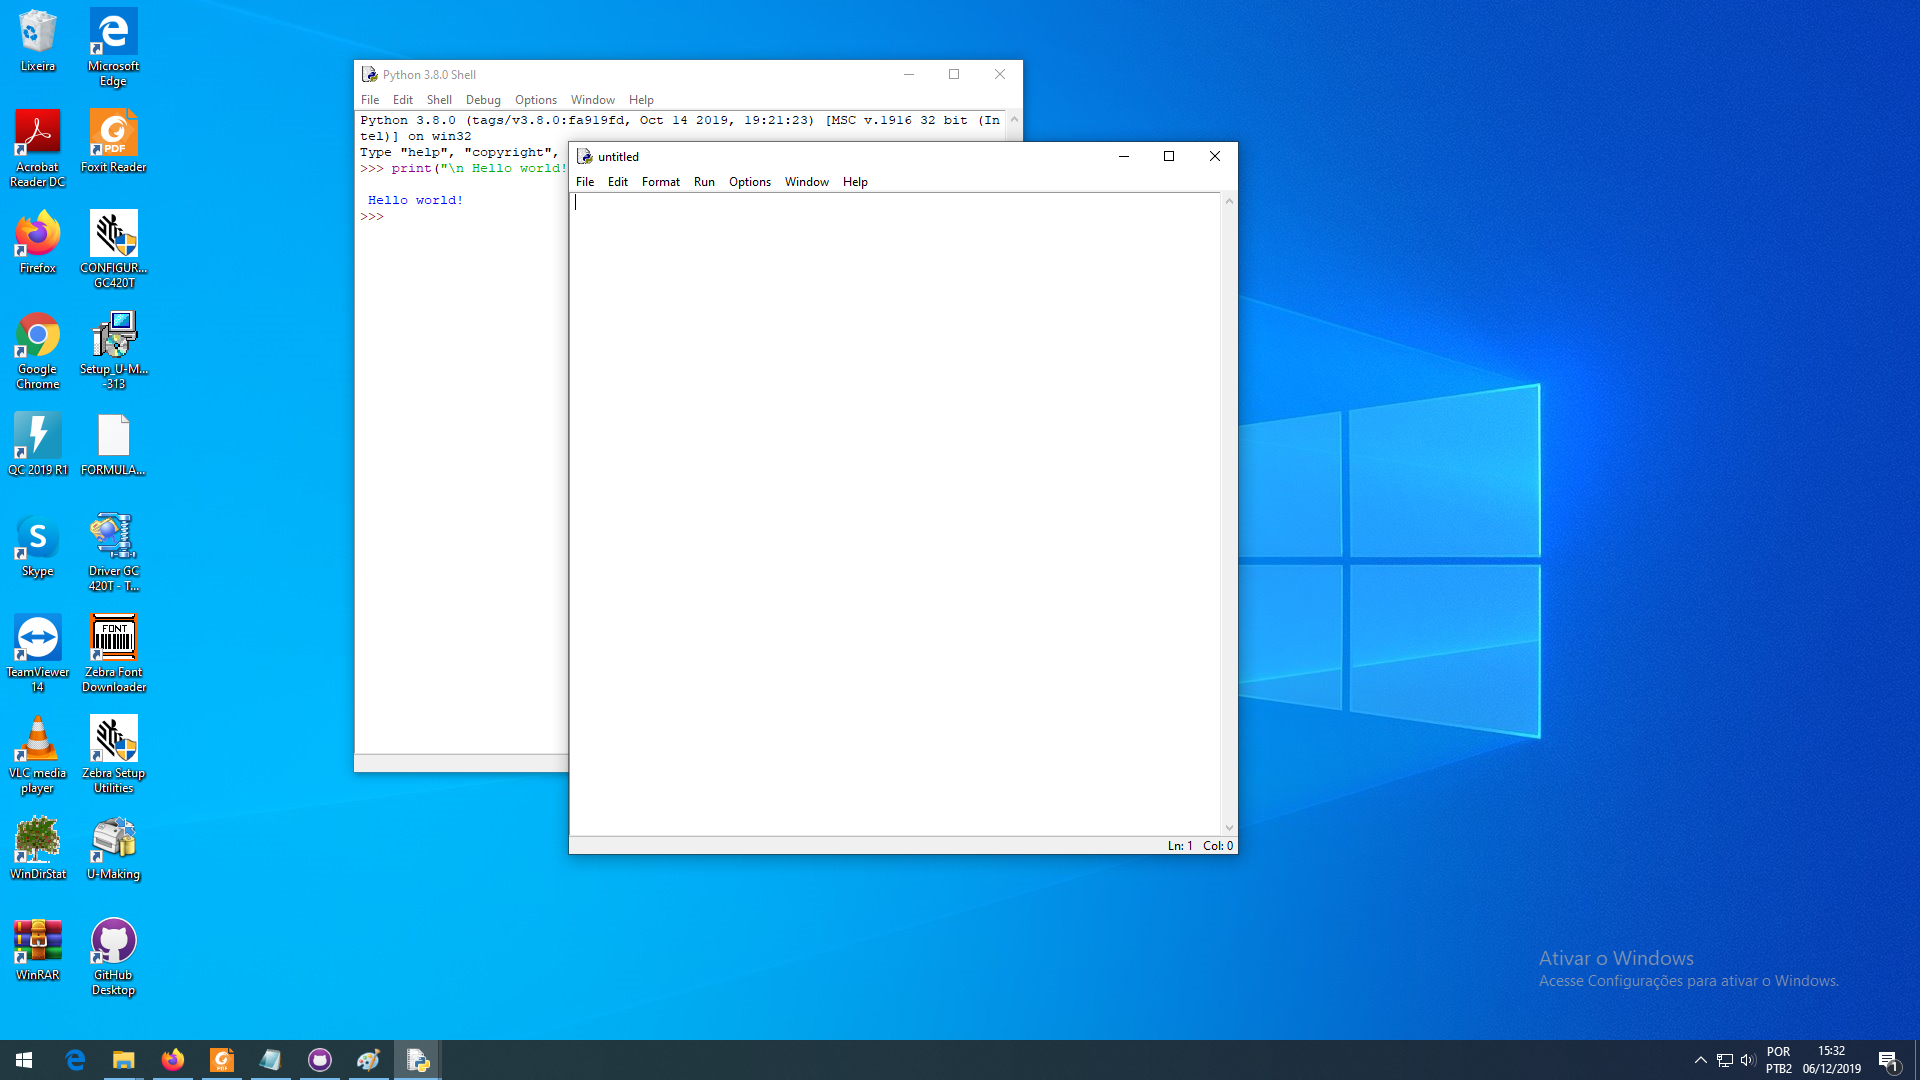 Lixeira
Microsoft
Edge
Acrobat
Reader DC
Foxit Reader
Firefox
CONFIGUR...
GC420T
Google
Chrome
Setup_U-M...
-313
QC 2019 R1
FORMULA...
Skype
Driver GC
420T - T...
TeamViewer
14
FONT
Zebra Font
Downloader
VLC media
player
Zebra Setup
Utilities
WinDirStat
U-Making
WinRAR
GitHub
Desktop
Python 3.8.0 Shell
File Edit Shell Debug Options Window Help
Python 3.8.0 (tags/v3.8.0:fa919fd, Oct 14 2019, 19:21:23) [MSC v.1916 32 bit (In
tel)] on win32
Type "help", "copyright",
>>> print("\n Hello world!
Hello world!
>>>
untitled
File Edit Format Run Options Window Help
Ln: 1 Col: 0
Ativar o Windows
Acesse Configurações para ativar o Windows.
POR
PTB2
15:32
06/12/2019
1